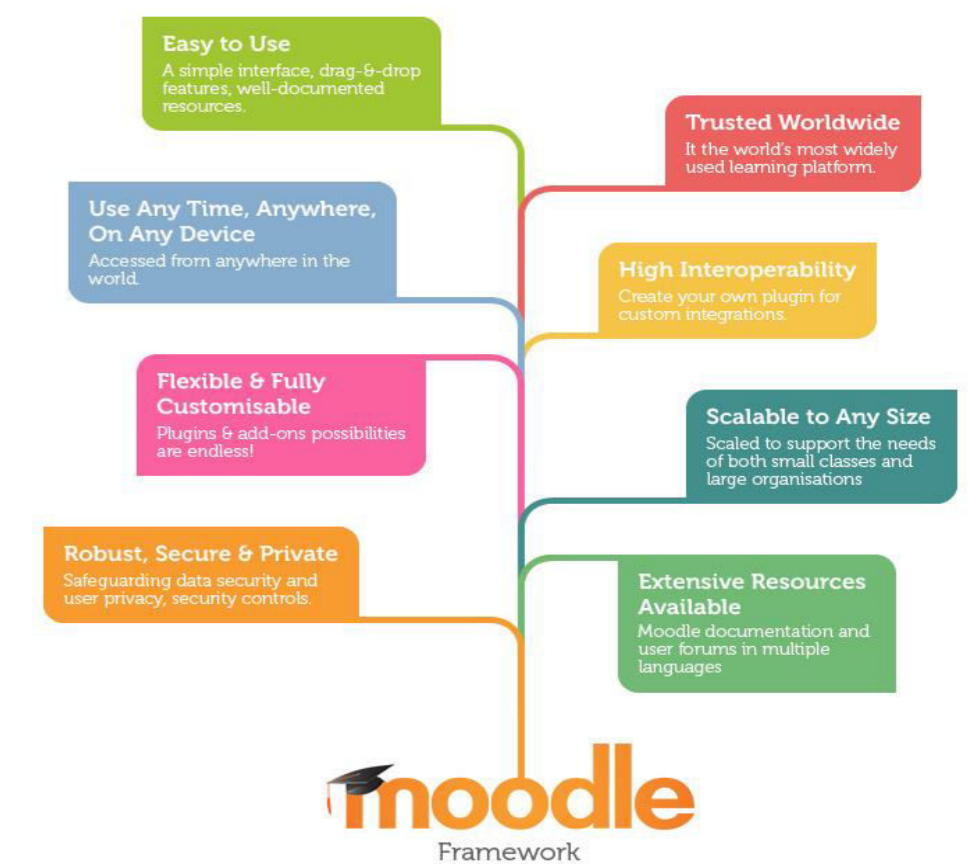 Easy to Use
A simple interface, drag-&-drop
features, well-documented
resources.
Trusted Worldwide
It the world's most widely
used learning platform.
Use Any Time, Anywhere,
On Any Device
Accessed from anywhere in the
world.
High Interoperability
Create your own plugin for
custom integrations.
Flexible & Fully
Customisable
Plugins & add-ons possibilities
are endless!
Scalable to Any Size
Scaled to support the needs
of both small classes and
large organisations
Robust, Secure & Private
Safeguarding data security and
user privacy, security controls.
Extensive Resources
Available
Moodle documentation and
user forums in multiple
languages
moodle
Framework